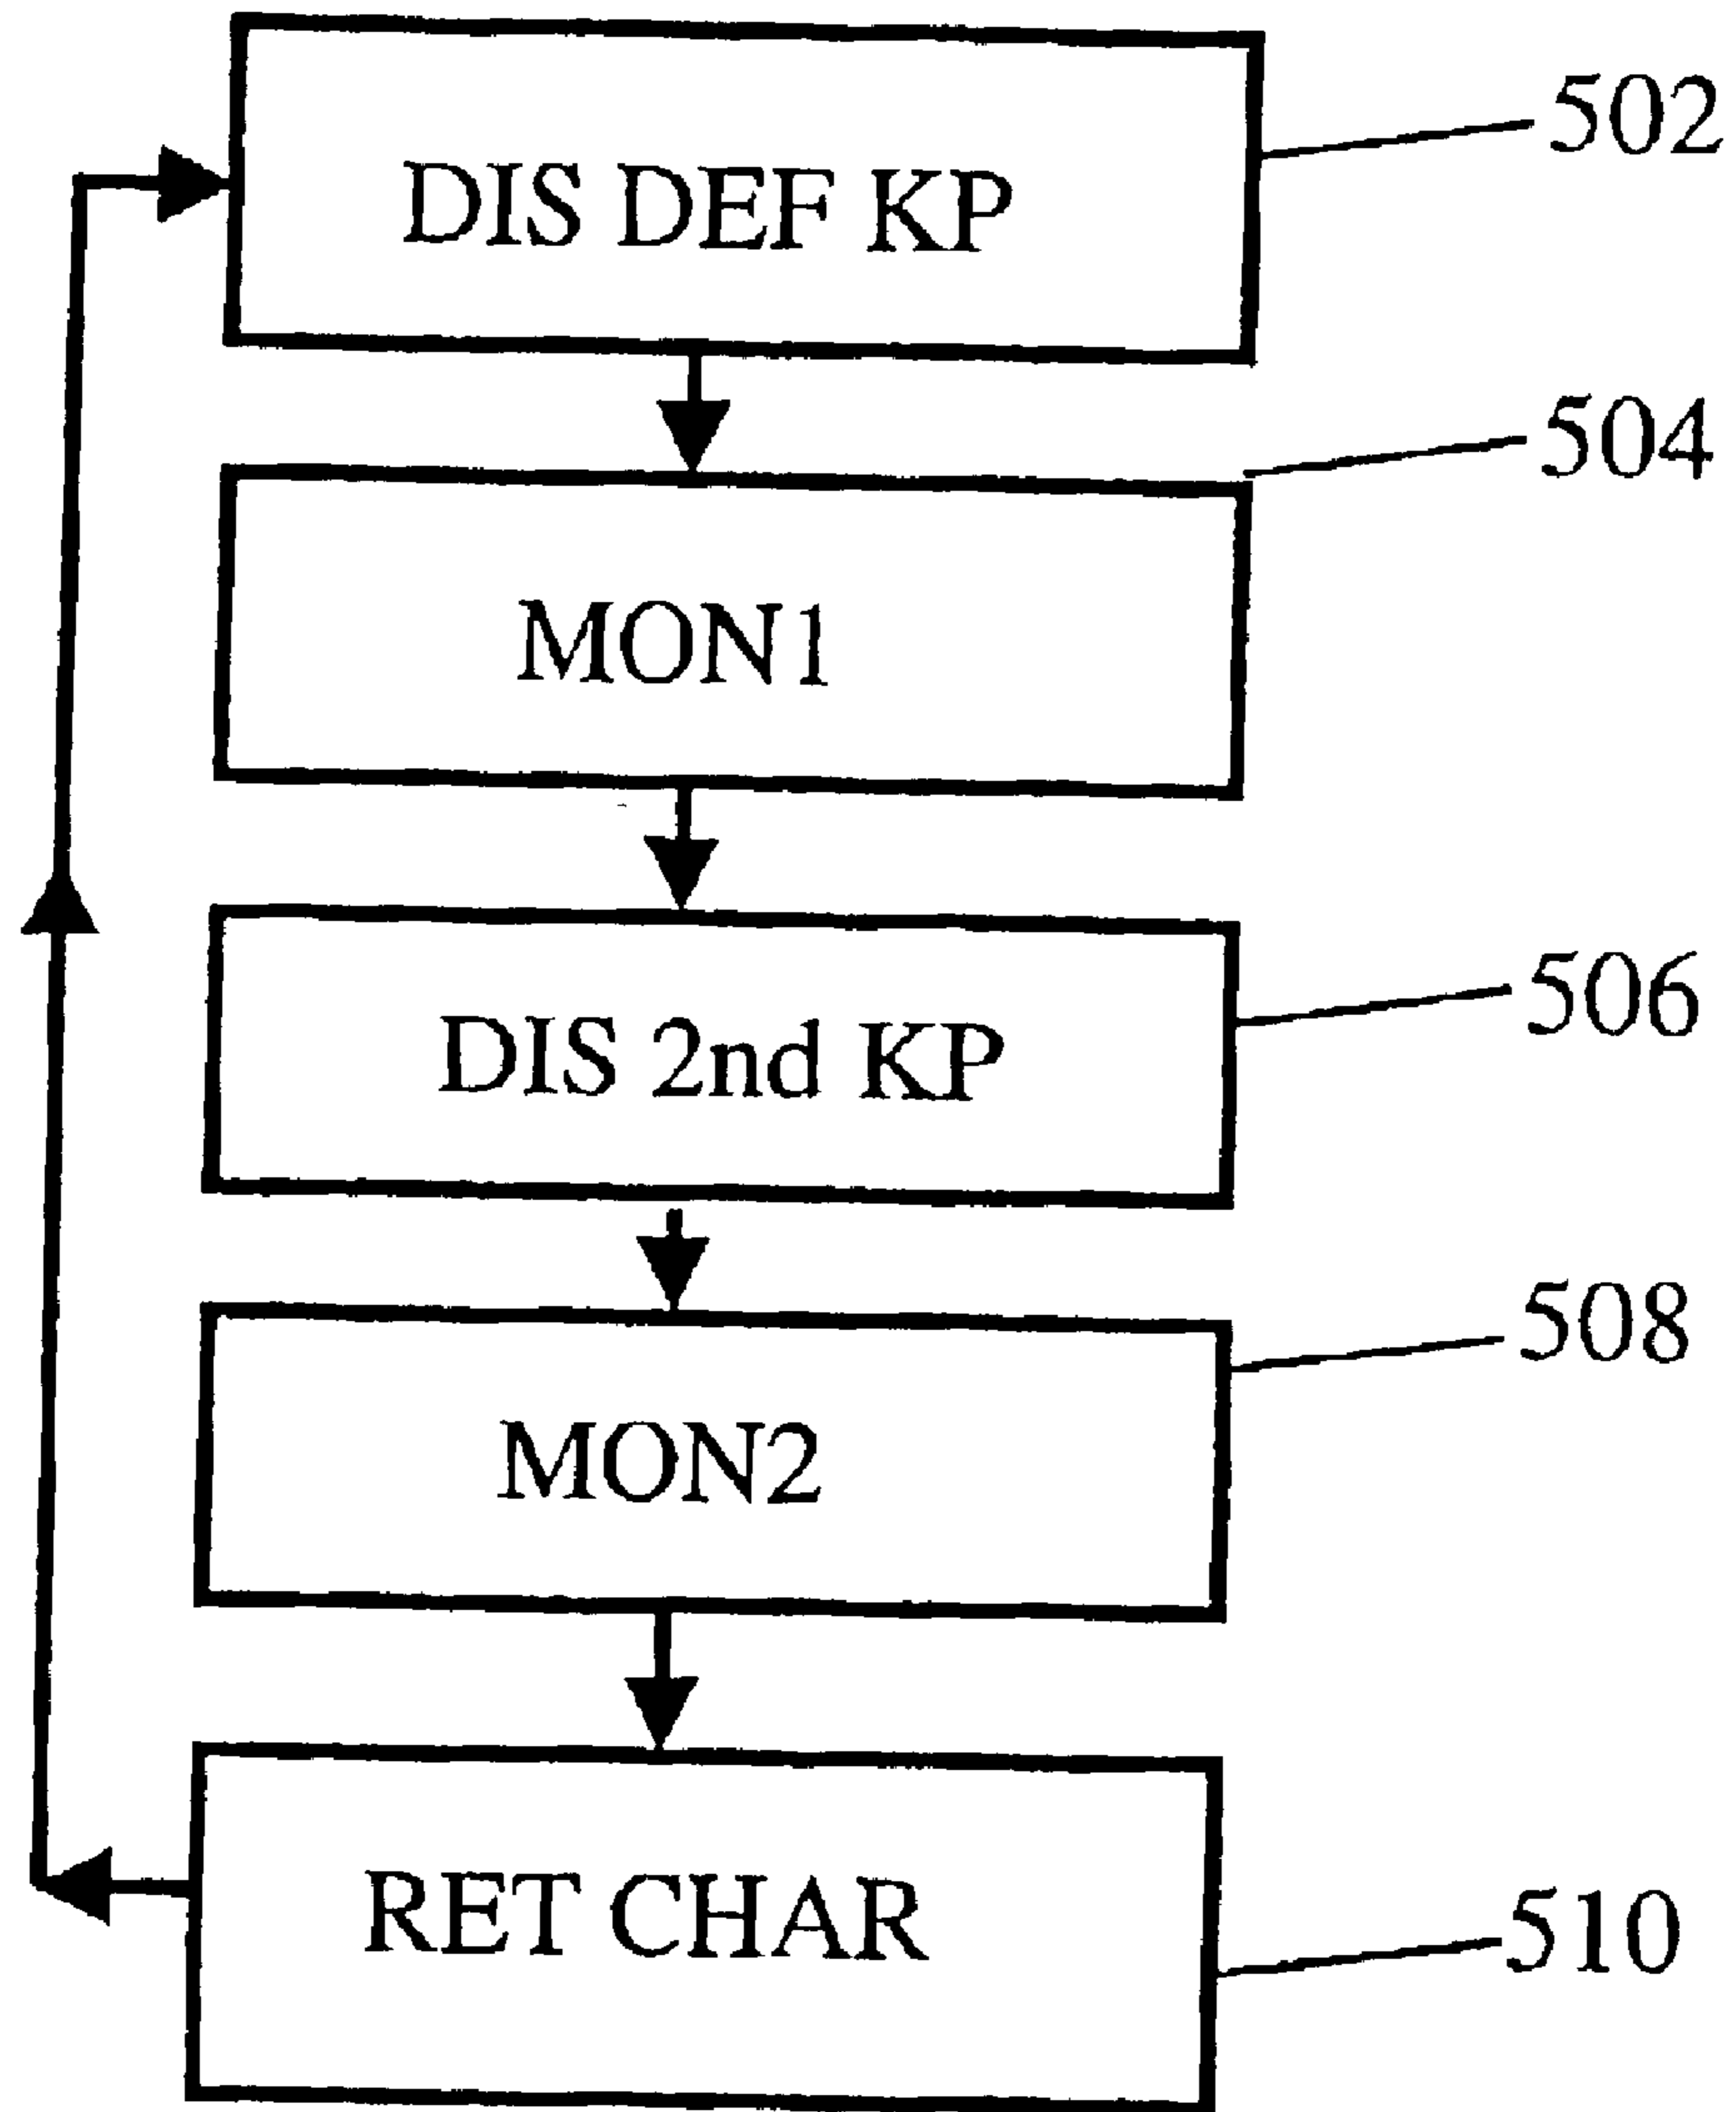 502
DIS DEF KP
504
MON1
506
DIS 2nd KP
508
MON2
510
RET CHAR